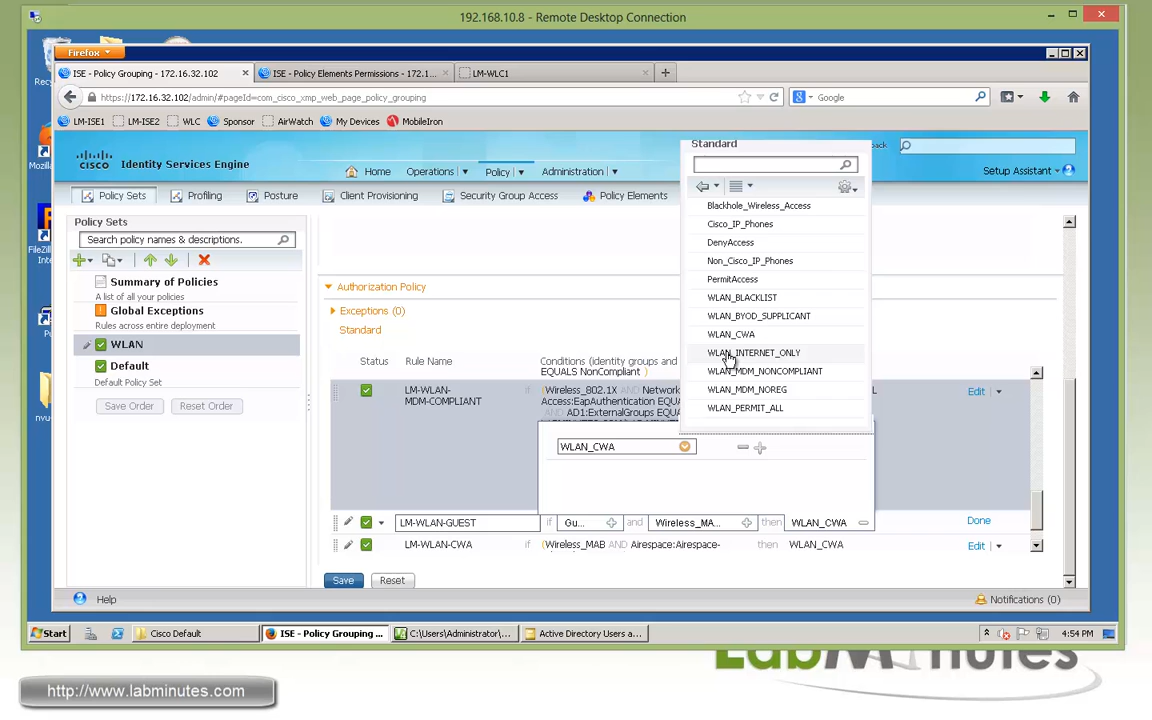 192.168.10.8 - Remote Desktop Connection
Firefox
ISE - Policy Grouping - 172.16.32.102
ISE - Policy Elements Permissions - 172.1...
LM-WLC1
https://172.16.32.102/admin/#pageId=com_cisco_xmp_web_page_policy_grouping
Google
LM-ISE1
LM-ISE2
WLC
Sponsor
AirWatch
My Devices
MobileIron
CISCO
Identity Services Engine
Home
Operations
Policy
Administration
Setup Assistant
Policy Sets
Profiling
Posture
Client Provisioning
Security Group Access
Policy Elements
Policy Sets
Search policy names & descriptions.
Summary of Policies
A list of all your policies
Global Exceptions
Rules across entire deployment
WLAN
Default
Default Policy Set
Save Order
Reset Order
Authorization Policy
Exceptions (0)
Standard
Status
Rule Name
Conditions (identity groups and
EQUALS NonCompliant )
LM-WLAN-
MDM-COMPLIANT
(Wireless_802.1X AND Network
Access:EapAuthentication EQU
AND AD1:ExternalGroups EQUA
Edit
Standard
Blackhole_Wireless_Access
Cisco_IP_Phones
DenyAccess
Non_Cisco_IP_Phones
PermitAccess
WLAN_BLACKLIST
WLAN_BYOD_SUPPLICANT
WLAN_CWA
WLAN_INTERNET_ONLY
WLAN_MDM_NONCOMPLIANT
WLAN_MDM_NOREG
WLAN_PERMIT_ALL
WLAN_CWA
LM-WLAN-GUEST
if
Gu...
and
Wireless_MA...
then
WLAN_CWA
Done
LM-WLAN-CWA
if
(Wireless_MAB AND Airespace:Airespace-
then
WLAN_CWA
Edit
Save
Reset
Help
Notifications (0)
Start
Cisco Default
ISE - Policy Grouping ...
C:\Users\Administrator/...
Active Directory Users a...
4:54 PM
LabMinutes
http://www.labminutes.com